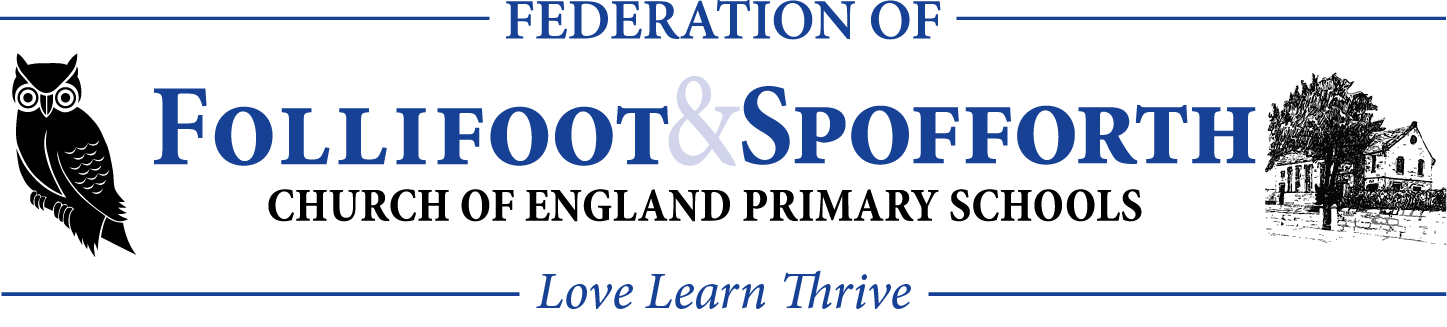 FEDERATION OF
FOLLIFOOT & SPOFFORTH
CHURCH OF ENGLAND PRIMARY SCHOOLS
Love Learn Thrive